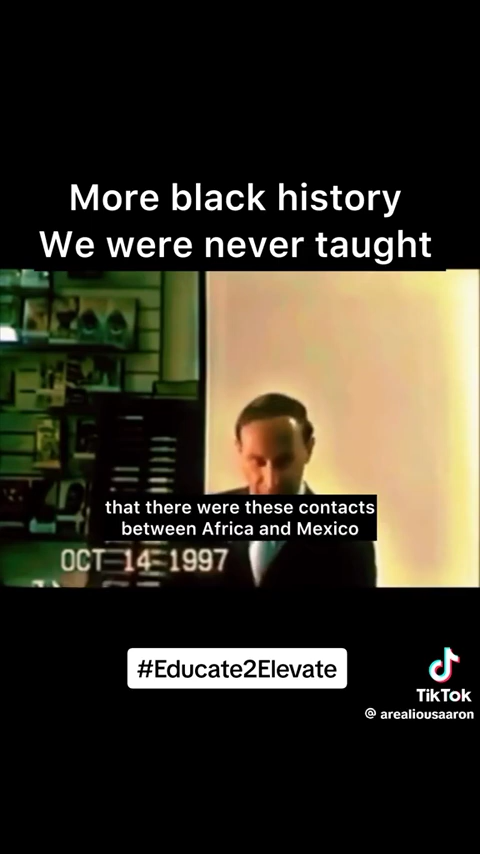 More black history
We were never taught
that there were these contacts
between Africa and Mexico
OCT 14 1997
#Educate2Elevate
TikTok
@ arealiousaaron